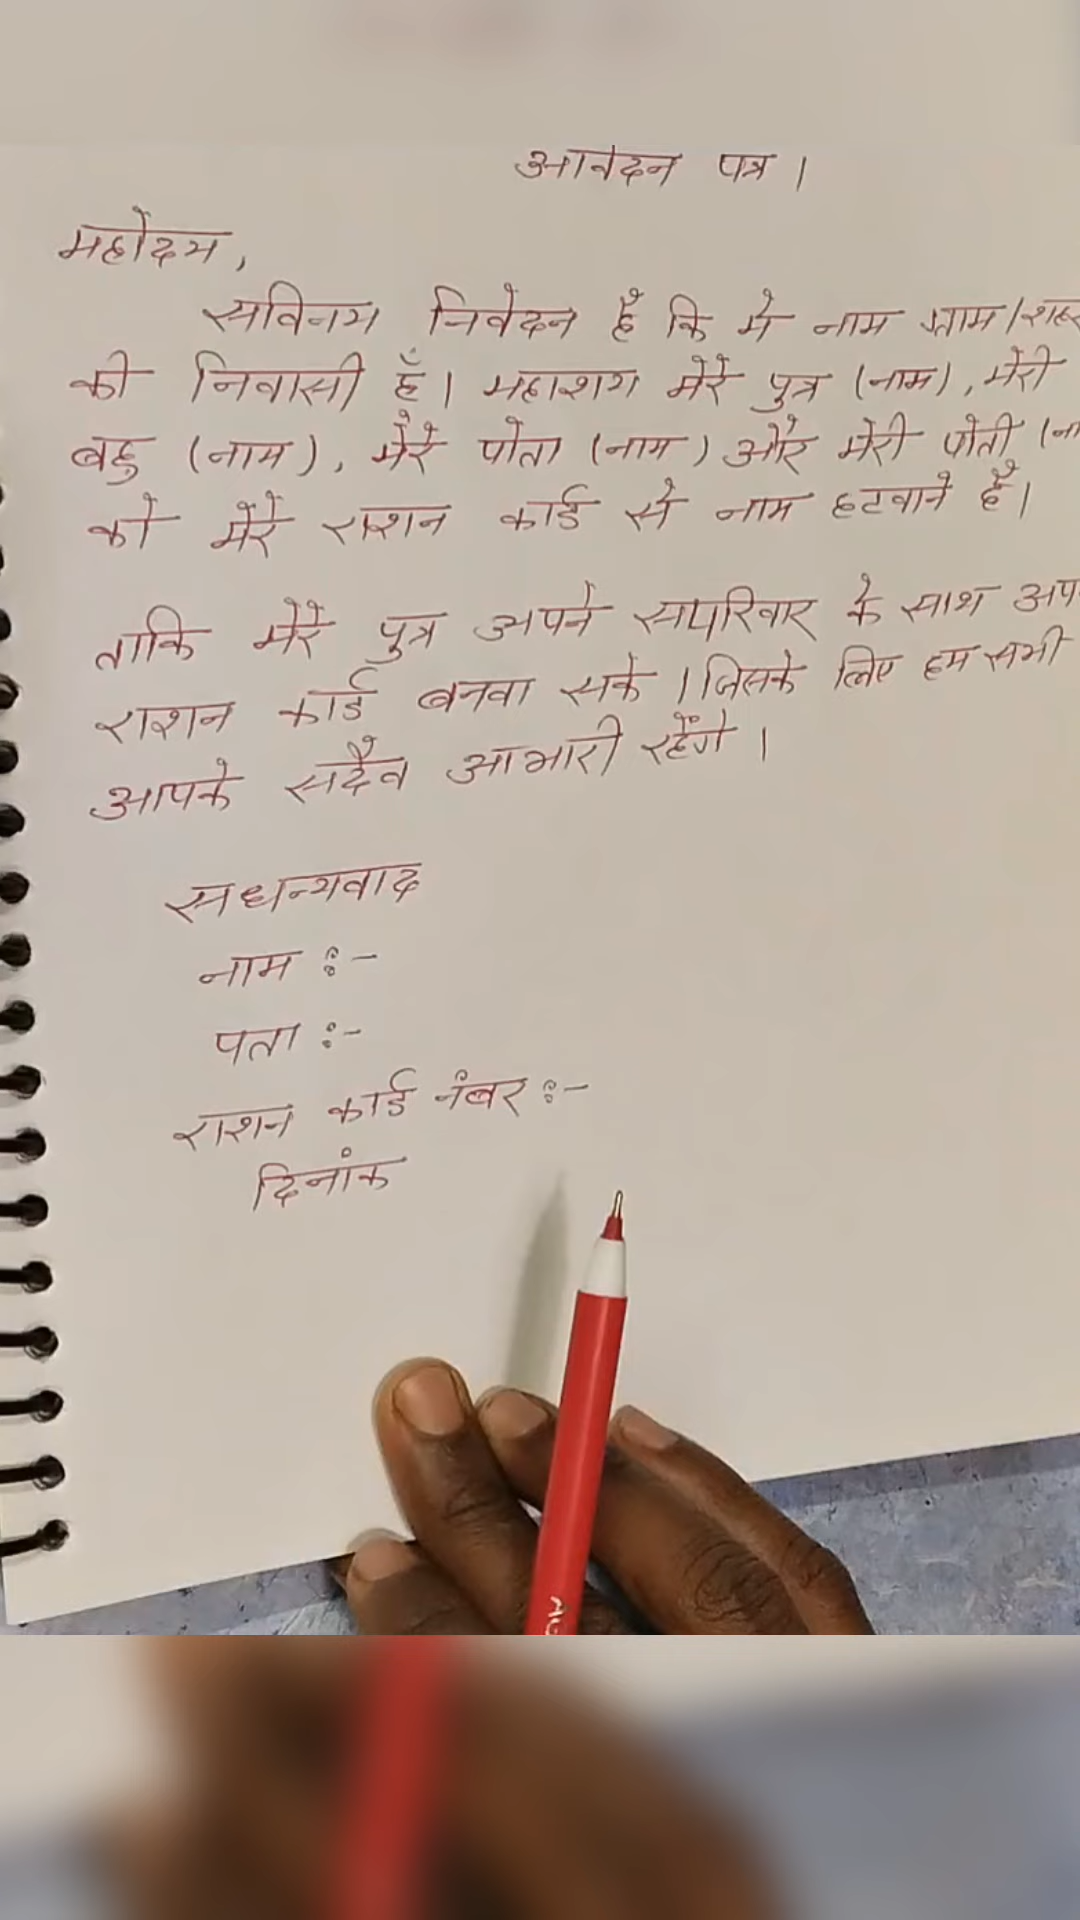 आवेदन पत्र ।
महोदय,
सविनय निवेदन हैं कि मे नाम ग्राम/शहर
की निवासी हूँ। महाशय मेरे पुत्र (नाम), मेरी
बहु (नाम), मेरे पोता (नाम) और मेरी पोती (ना
को मेरे राशन कार्ड से नाम हटवाने हैं।
ताकि मेरे पुत्र अपने सपरिवार के साथ अप
राशन कार्ड बनवा सके । जिसके लिए हम सभी
आपके सदैव आभारी रहेंगे ।
सधन्यवाद
नाम :-
पता :-
राशन कार्ड नंबर :-
दिनांक